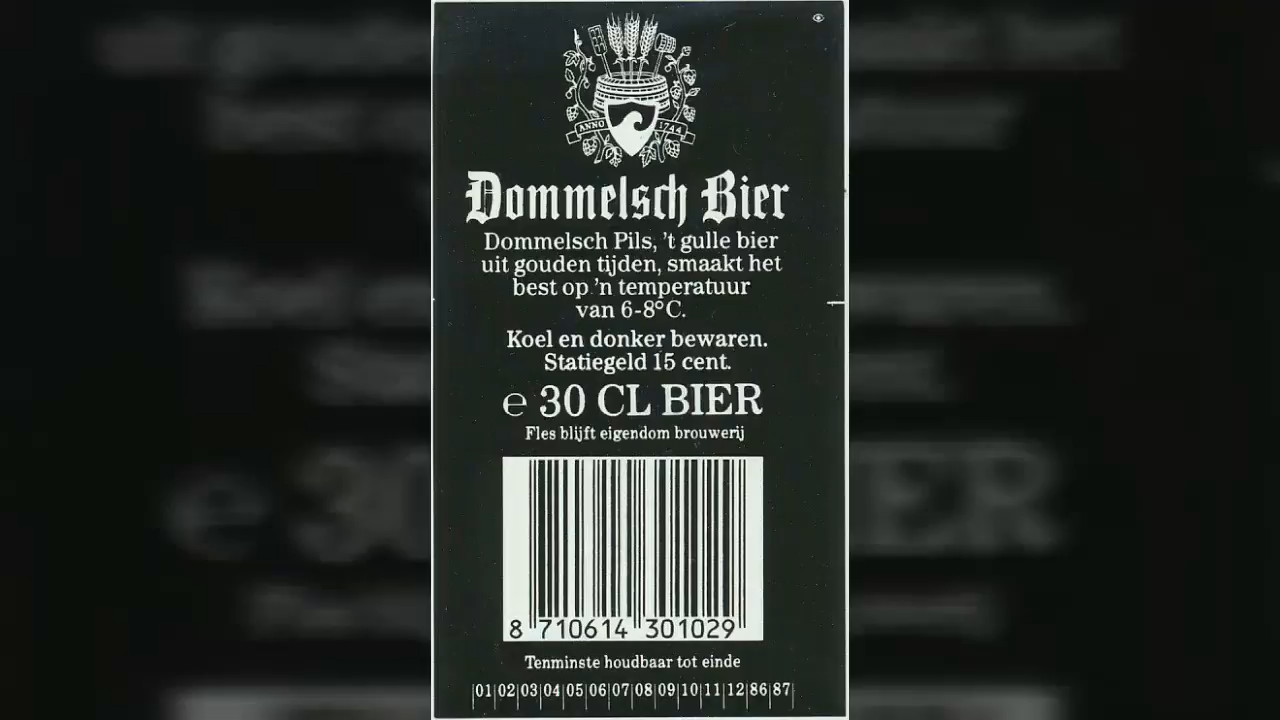 ANNO 1744
Dommelsch Bier
Dommelsch Pils, 't gulle bier
uit gouden tijden, smaakt het
best op 'n temperatuur
van 6-8°C.
Koel en donker bewaren.
Statiegeld 15 cent.
℮ 30 CL BIER
Fles blijft eigendom brouwerij
8 710614 301029
Tenminste houdbaar tot einde
|01|02|03|04|05|06|07|08|09|10|11|12|86|87|